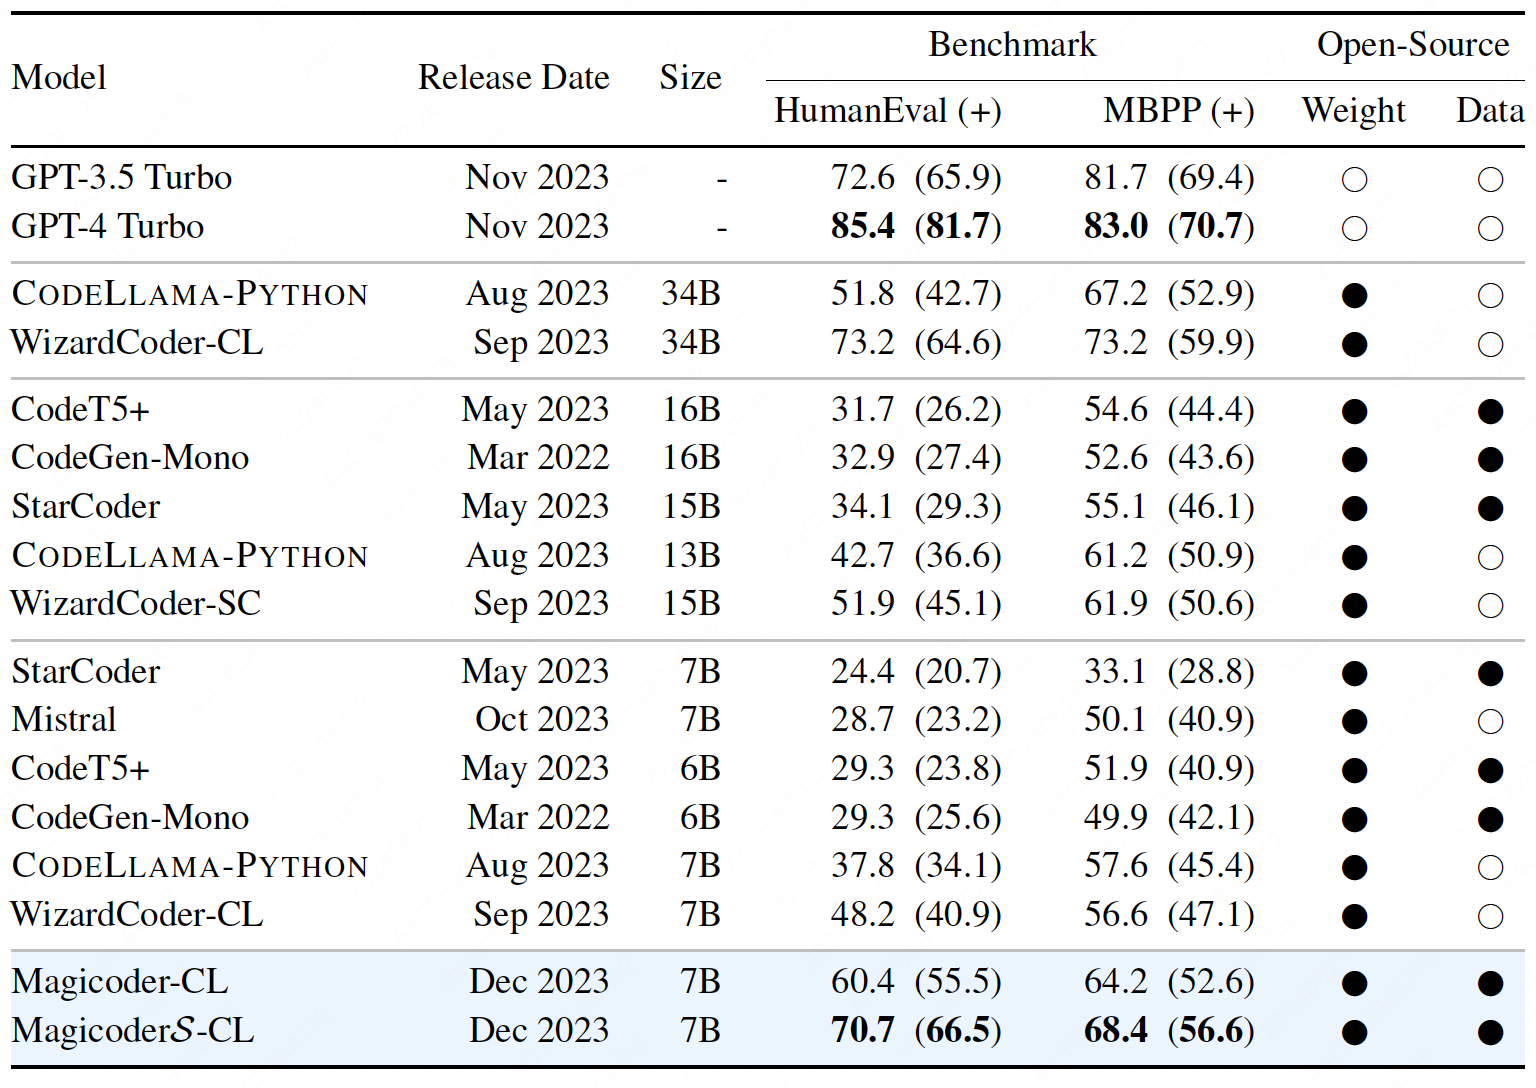 Benchmark Open-Source
Model Release Date Size
HumanEval (+) MBPP (+) Weight Data
GPT-3.5 Turbo Nov 2023 - 72.6 (65.9) 81.7 (69.4) ○ ○
GPT-4 Turbo Nov 2023 - 85.4 (81.7) 83.0 (70.7) ○ ○
CODELLAMA-PYTHON Aug 2023 34B 51.8 (42.7) 67.2 (52.9) ● ○
WizardCoder-CL Sep 2023 34B 73.2 (64.6) 73.2 (59.9) ● ○
CodeT5+ May 2023 16B 31.7 (26.2) 54.6 (44.4) ● ●
CodeGen-Mono Mar 2022 16B 32.9 (27.4) 52.6 (43.6) ● ●
StarCoder May 2023 15B 34.1 (29.3) 55.1 (46.1) ● ●
CODELLAMA-PYTHON Aug 2023 13B 42.7 (36.6) 61.2 (50.9) ● ○
WizardCoder-SC Sep 2023 15B 51.9 (45.1) 61.9 (50.6) ● ○
StarCoder May 2023 7B 24.4 (20.7) 33.1 (28.8) ● ●
Mistral Oct 2023 7B 28.7 (23.2) 50.1 (40.9) ● ○
CodeT5+ May 2023 6B 29.3 (23.8) 51.9 (40.9) ● ●
CodeGen-Mono Mar 2022 6B 29.3 (25.6) 49.9 (42.1) ● ●
CODELLAMA-PYTHON Aug 2023 7B 37.8 (34.1) 57.6 (45.4) ● ○
WizardCoder-CL Sep 2023 7B 48.2 (40.9) 56.6 (47.1) ● ○
Magicoder-CL Dec 2023 7B 60.4 (55.5) 64.2 (52.6) ● ●
Magicoder𝒮-CL Dec 2023 7B 70.7 (66.5) 68.4 (56.6) ● ●